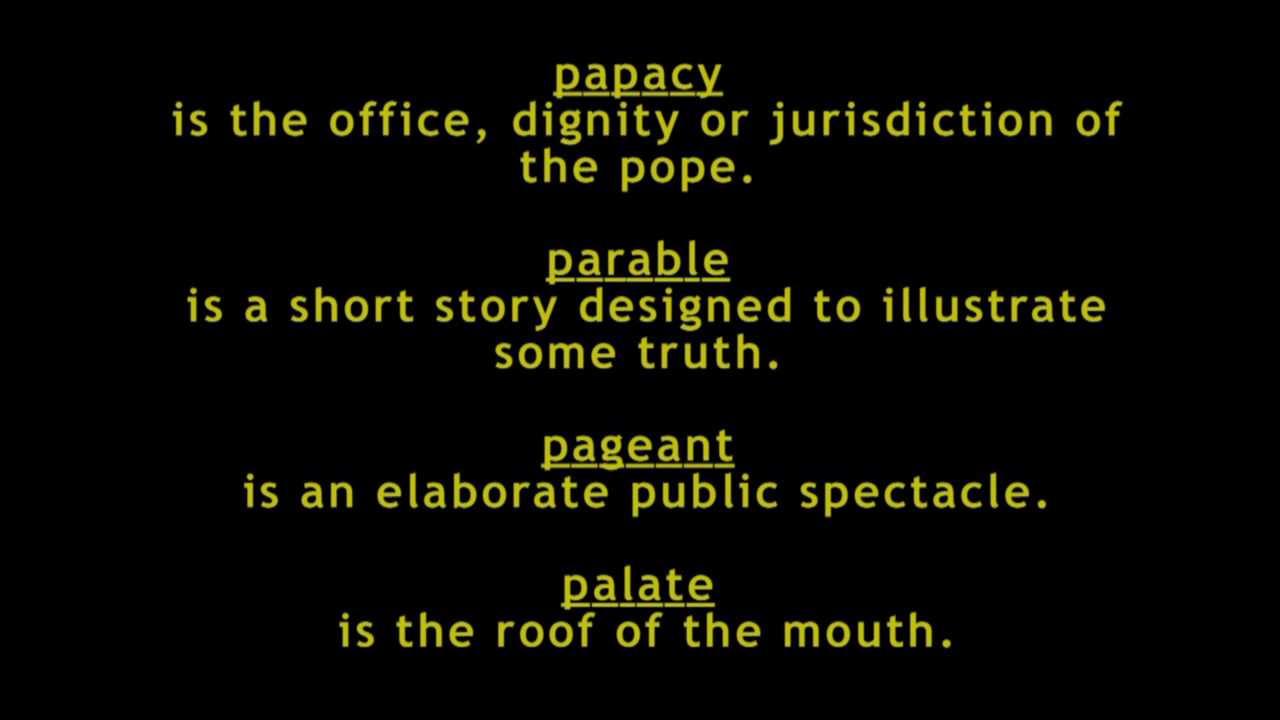 papacy
is the office, dignity or jurisdiction of
the pope.
parable
is a short story designed to illustrate
some truth.
pageant
is an elaborate public spectacle.
palate
is the roof of the mouth.